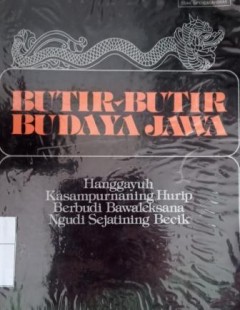 BUTIR-BUTIR
BUDAYA JAWA
Hanggayuh
Kasampurnaning Hurip
Berbudi Bawaleksana
Ngudi Sejatining Becik